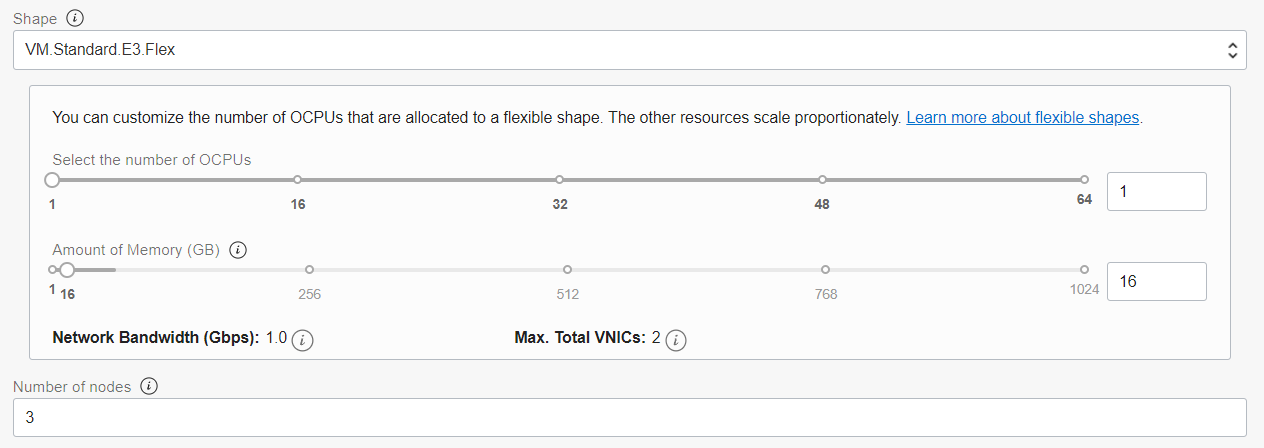 Shape
VM.Standard.E3.Flex
You can customize the number of OCPUs that are allocated to a flexible shape. The other resources scale proportionately. Learn more about flexible shapes.
Select the number of OCPUs
1 16 32 48 64
1
Amount of Memory (GB)
1 16 256 512 768 1024
16
Network Bandwidth (Gbps): 1.0 Max. Total VNICs: 2
Number of nodes
3